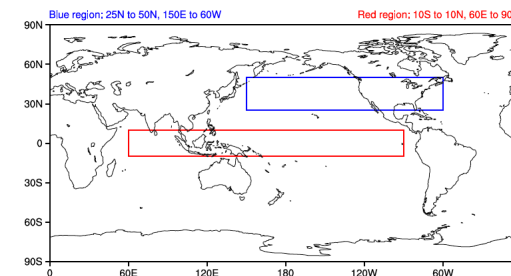 Blue region; 25N to 50N, 150E to 60W Red region; 10S to 10N, 60E to 90
90N
60N
30N
0
30S
60S
90S
0 60E 120E 180 120W 60W